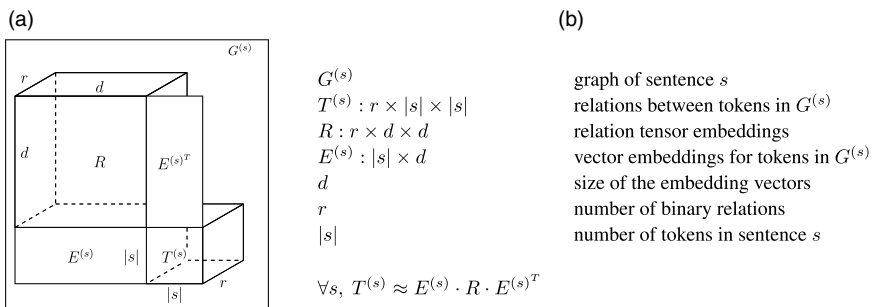 (a)
(b)
G^{(s)}
r
d
d
R
E^{(s)^T}
E^{(s)}
|s|
T^{(s)}
|s|
r
G^{(s)} graph of sentence s
T^{(s)} : r × |s| × |s| relations between tokens in G^{(s)}
R : r × d × d relation tensor embeddings
E^{(s)} : |s| × d vector embeddings for tokens in G^{(s)}
d size of the embedding vectors
r number of binary relations
|s| number of tokens in sentence s
∀s, T^{(s)} ≈ E^{(s)} · R · E^{(s)^T}